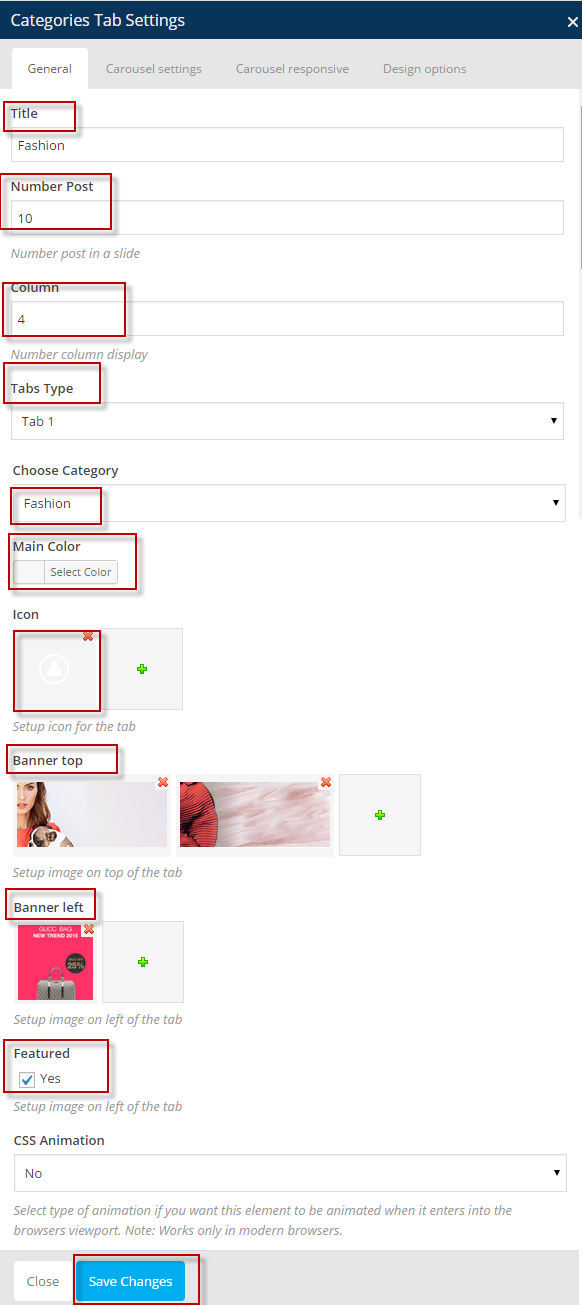 Categories Tab Settings
General Carousel settings Carousel responsive Design options
Title
Fashion
Number Post
10
Number post in a slide
Column
4
Number column display
Tabs Type
Tab 1
Choose Category
Fashion
Main Color
Select Color
Icon
Setup icon for the tab
Banner top
Setup image on top of the tab
Banner left
GUCC BAG
NEW TREND 2015
SALE OFF
25%
Setup image on left of the tab
Featured
Yes
Setup image on left of the tab
CSS Animation
No
Select type of animation if you want this element to be animated when it enters into the
browsers viewport. Note: Works only in modern browsers.
Close Save Changes